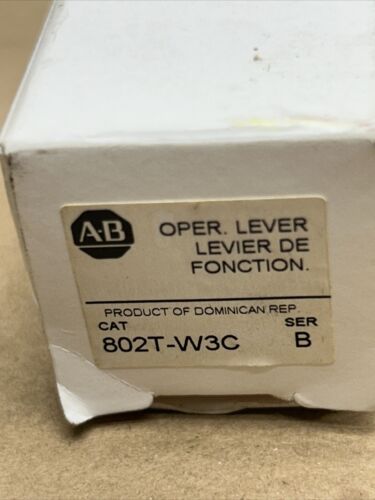 A-B
OPER. LEVER
LEVIER DE
FONCTION.
PRODUCT OF DOMINICAN REP.
CAT SER
802T-W3C B